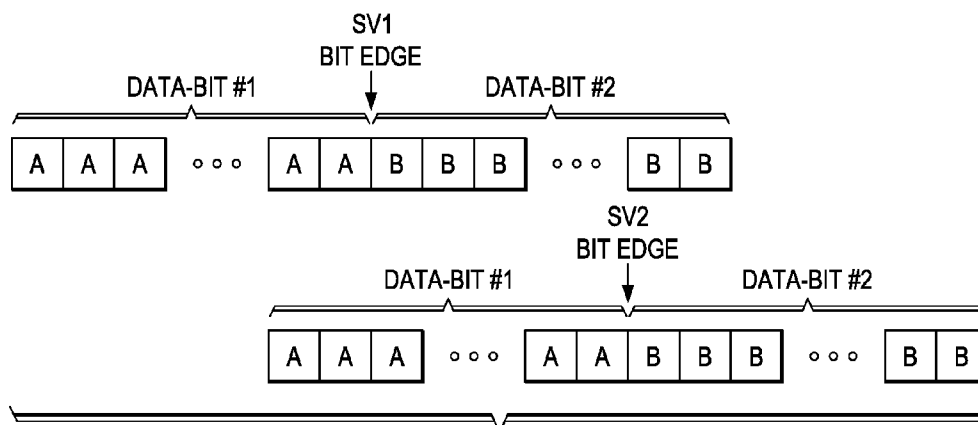 SV1
BIT EDGE
DATA-BIT #1 DATA-BIT #2
A A A A A B B B B B
SV2
BIT EDGE
DATA-BIT #1 DATA-BIT #2
A A A A A B B B B B